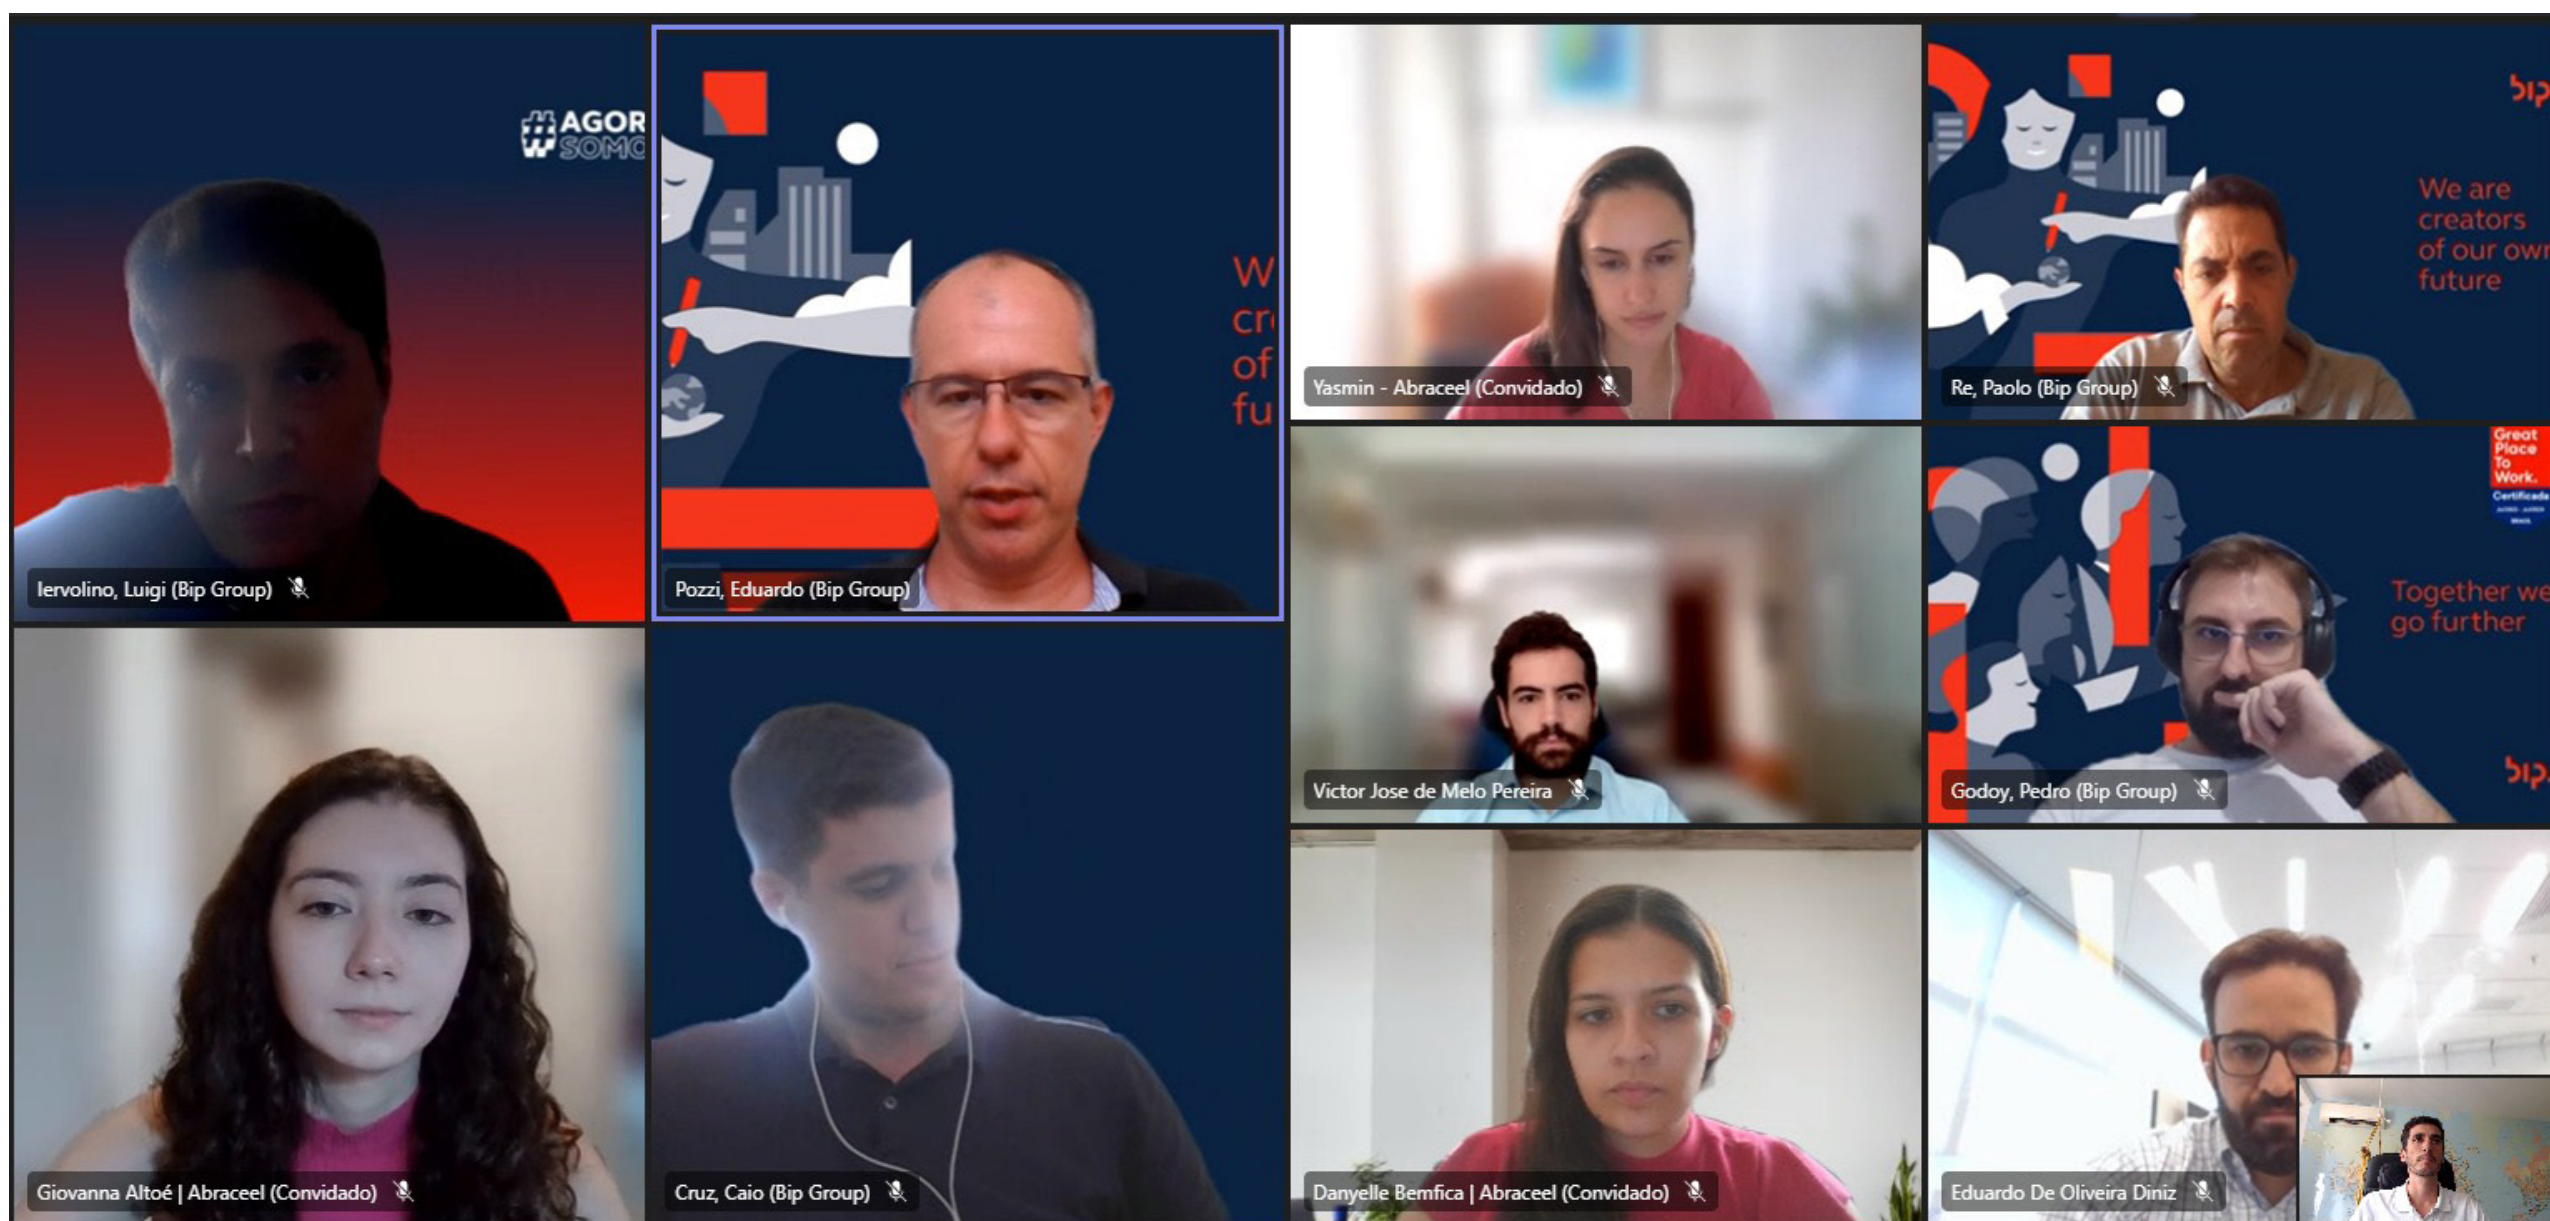 #AGOR
SOMO
Iervolino, Luigi (Bip Group)
W
cr
of
fu
Pozzi, Eduardo (Bip Group)
Yasmin - Abraceel (Convidado)
bip
We are
creators
of our own
future
Re, Paolo (Bip Group)
Victor Jose de Melo Pereira
Great
Place
To
Work.
Certificada
BRASIL
Together we
go further
bip.
Godoy, Pedro (Bip Group)
Giovanna Altoé | Abraceel (Convidado)
Cruz, Caio (Bip Group)
Danyelle Bemfica | Abraceel (Convidado)
Eduardo De Oliveira Diniz